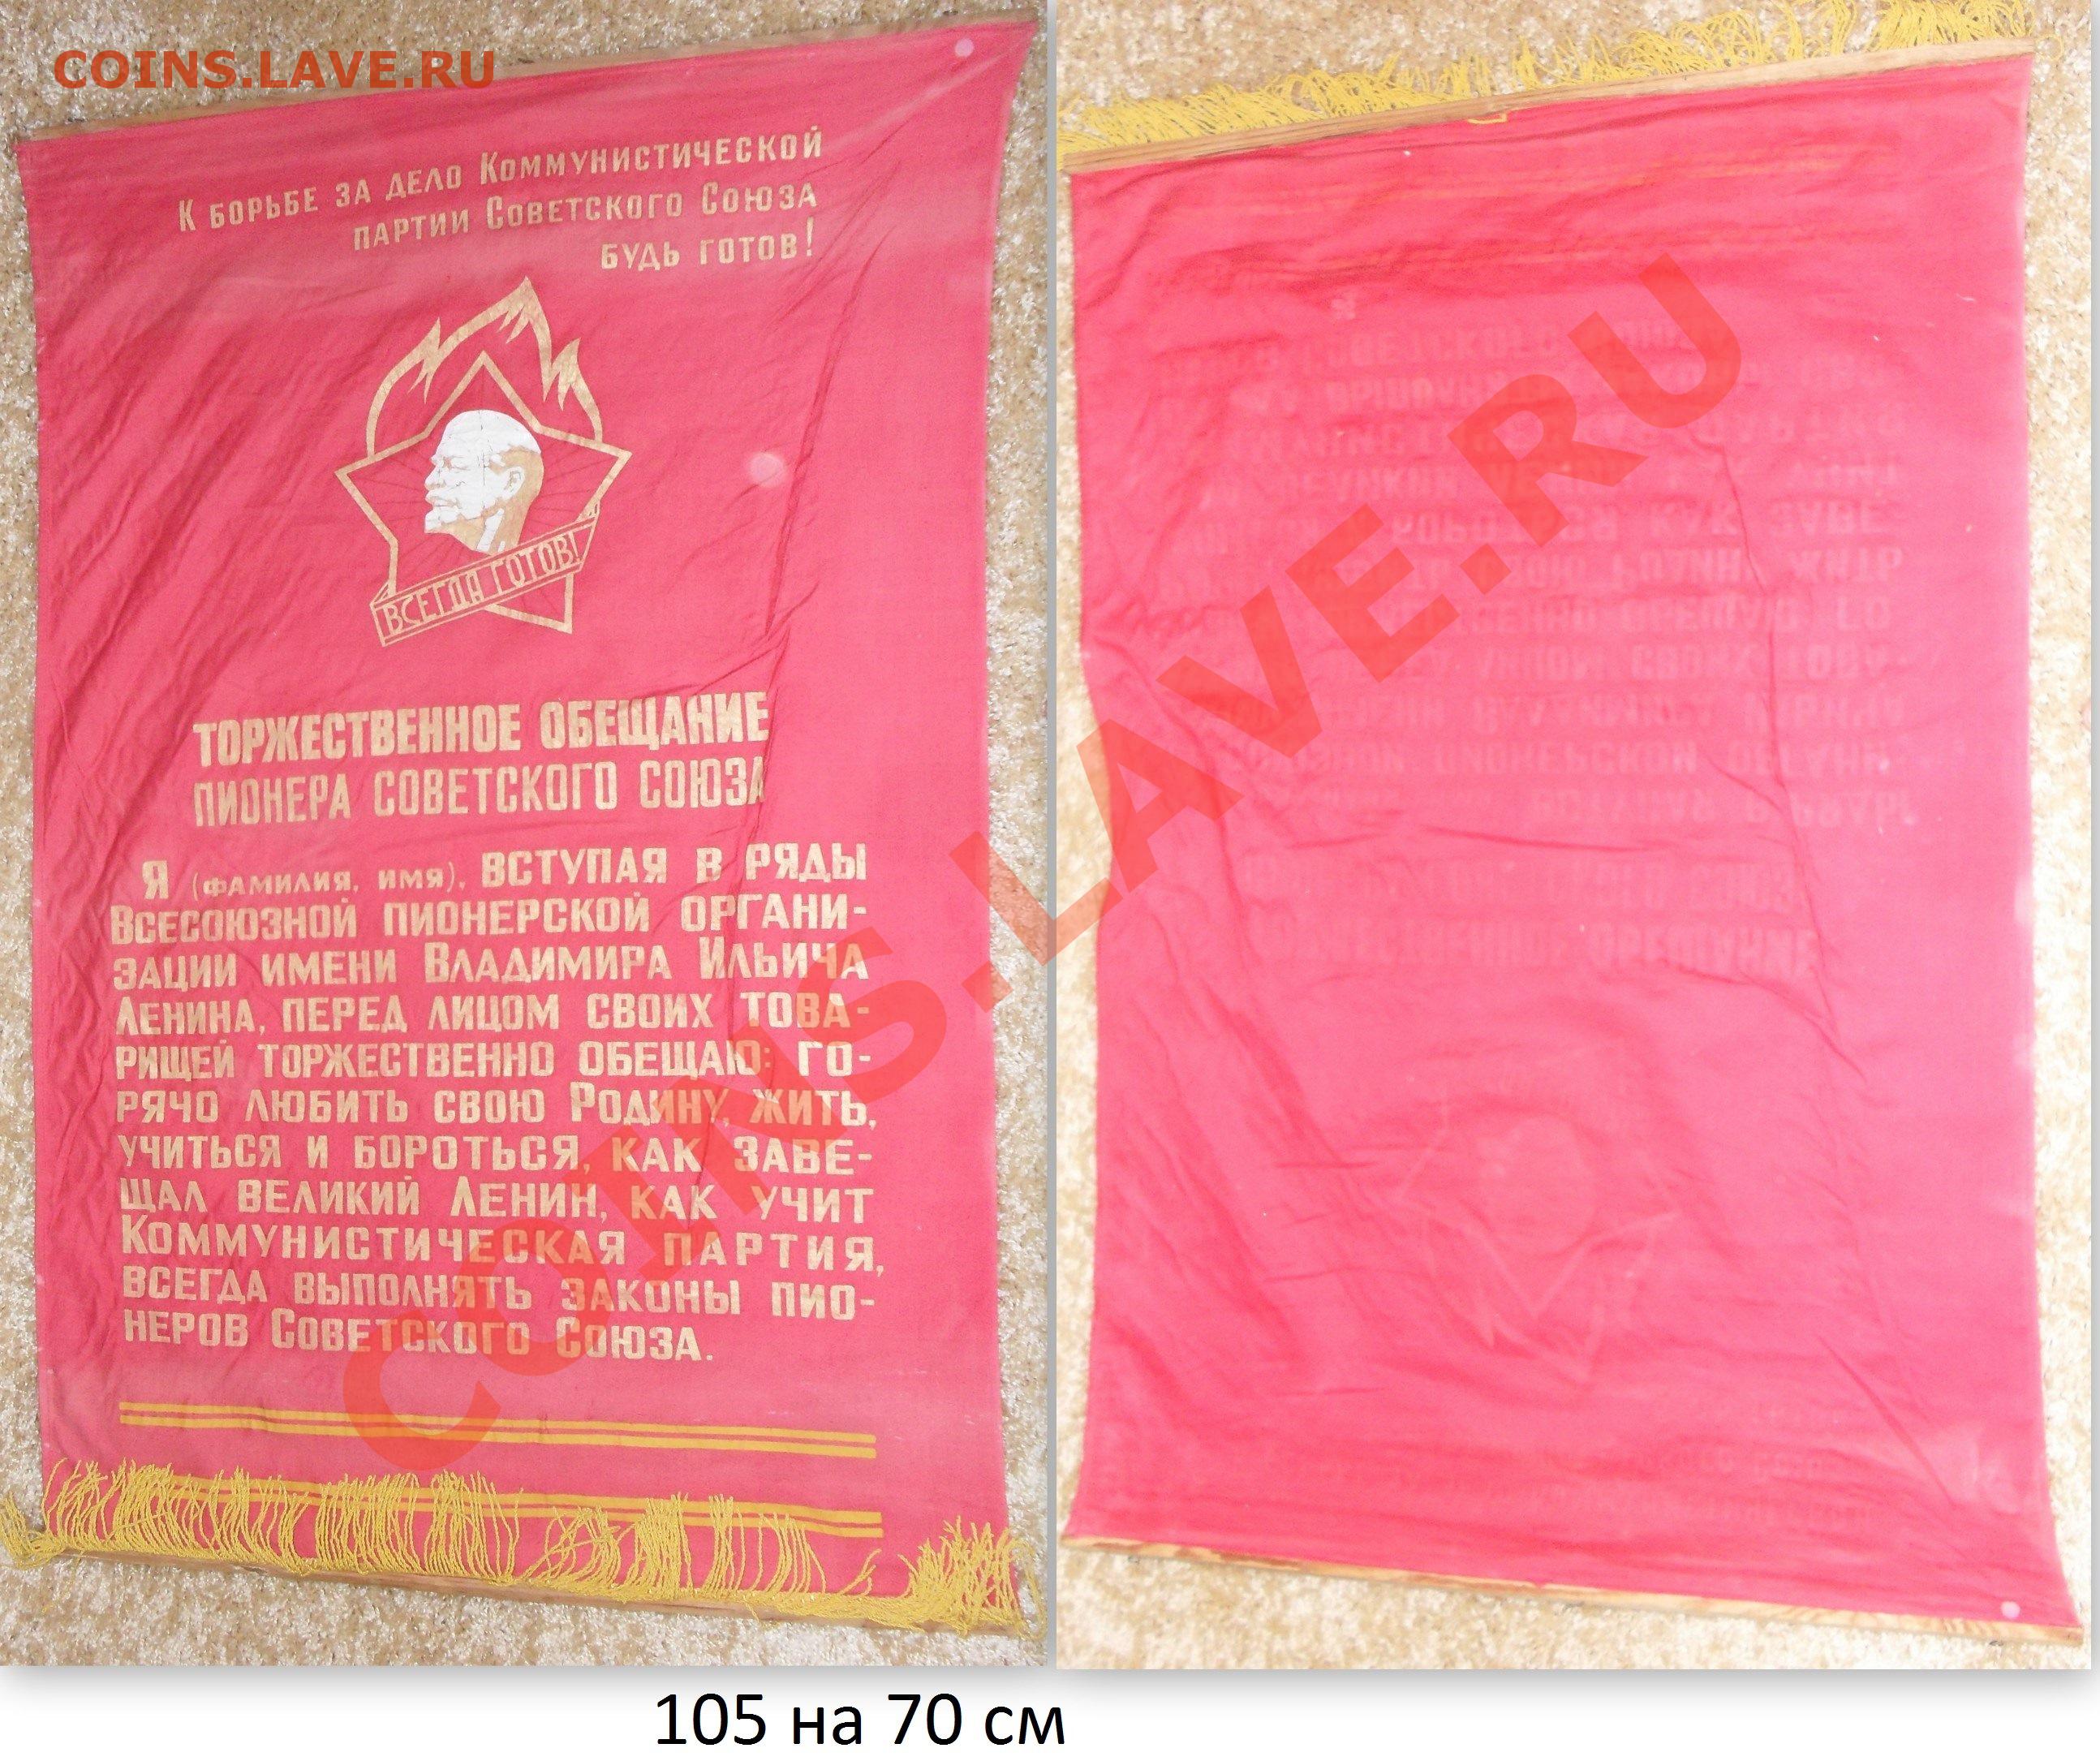 COINS.LAVE.RU
К БОРЬБЕ ЗА ДЕЛО КОММУНИСТИЧЕСКОЙ
ПАРТИИ СОВЕТСКОГО СОЮЗА
БУДЬ ГОТОВ!
ВСЕГДА ГОТОВ!
ТОРЖЕСТВЕННОЕ ОБЕЩАНИЕ
ПИОНЕРА СОВЕТСКОГО СОЮЗА
Я (ФАМИЛИЯ, ИМЯ), ВСТУПАЯ В РЯДЫ
ВСЕСОЮЗНОЙ ПИОНЕРСКОЙ ОРГАНИ-
ЗАЦИИ ИМЕНИ ВЛАДИМИРА ИЛЬИЧА
ЛЕНИНА, ПЕРЕД ЛИЦОМ СВОИХ ТОВА-
РИЩЕЙ ТОРЖЕСТВЕННО ОБЕЩАЮ: ГО-
РЯЧО ЛЮБИТЬ СВОЮ РОДИНУ, ЖИТЬ,
УЧИТЬСЯ И БОРОТЬСЯ, КАК ЗАВЕ-
ЩАЛ ВЕЛИКИЙ ЛЕНИН, КАК УЧИТ
КОММУНИСТИЧЕСКАЯ ПАРТИЯ,
ВСЕГДА ВЫПОЛНЯТЬ ЗАКОНЫ ПИО-
НЕРОВ СОВЕТСКОГО СОЮЗА.
COINS.LAVE.RU
105 на 70 см